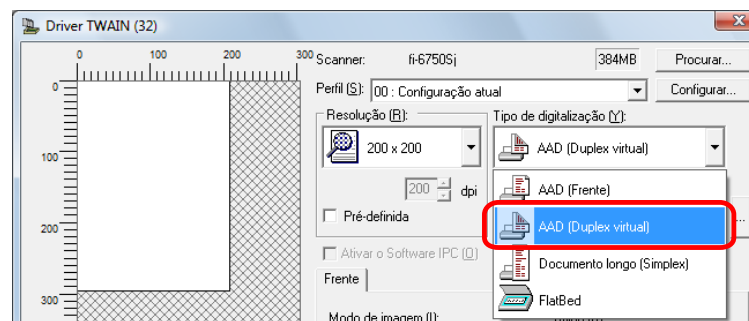 Driver TWAIN (32)
0 100 200 300
Scanner: fi-6750Sj 384MB Procurar...
Perfil (S): 00 : Configuração atual Configurar...
Resolução (R): Tipo de digitalização (Y):
200 x 200 AAD (Duplex virtual)
200 dpi AAD (Frente)
Pré-definida AAD (Duplex virtual) ...
Ativar o Software IPC (O) Documento longo (Simplex)
Frente FlatBed
Modo de imagem (I):
0
100
200
300